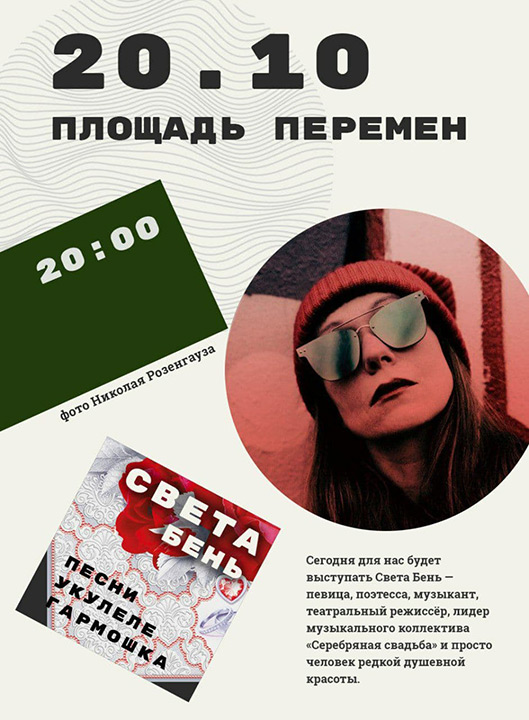 20.10
ПЛОЩАДЬ ПЕРЕМЕН
20:00
фото Николая Розенгауза
СВЕТА
БЕНЬ
ПЕСНИ
УКУЛЕЛЕ
ГАРМОШКА
Сегодня для нас будет
выступать Света Бень —
певица, поэтесса, музыкант,
театральный режиссёр, лидер
музыкального коллектива
«Серебряная свадьба» и просто
человек редкой душевной
красоты.